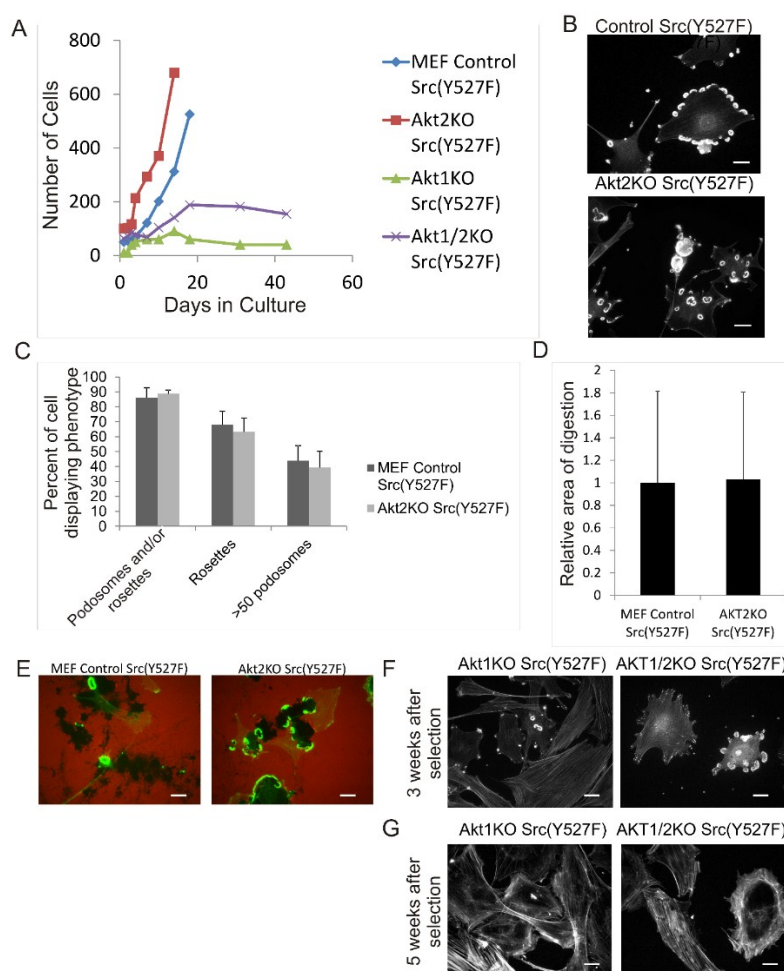 A
Number of Cells
800
600
400
200
0
0
20
40
60
Days in Culture
MEF Control
Src(Y527F)
Akt2KO
Src(Y527F)
Akt1KO
Src(Y527F)
Akt1/2KO
Src(Y527F)
B
Control Src(Y527F)
Akt2KO Src(Y527F)
C
Percent of cell
displaying phenotype
100
90
80
70
60
50
40
30
20
10
0
Podosomes and/or
rosettes
Rosettes
>50 podosomes
MEF Control
Src(Y527F)
Akt2KO Src(Y527F)
D
Relative area of digestion
2
1.8
1.6
1.4
1.2
1
0.8
0.6
0.4
0.2
0
MEF Control
Src(Y527F)
AKT2KO
Src(Y527F)
E
MEF Control Src(Y527F)
Akt2KO Src(Y527F)
F
Akt1KO Src(Y527F)
AKT1/2KO Src(Y527F)
3 weeks after
selection
G
Akt1KO Src(Y527F)
AKT1/2KO Src(Y527F)
5 weeks after
selection